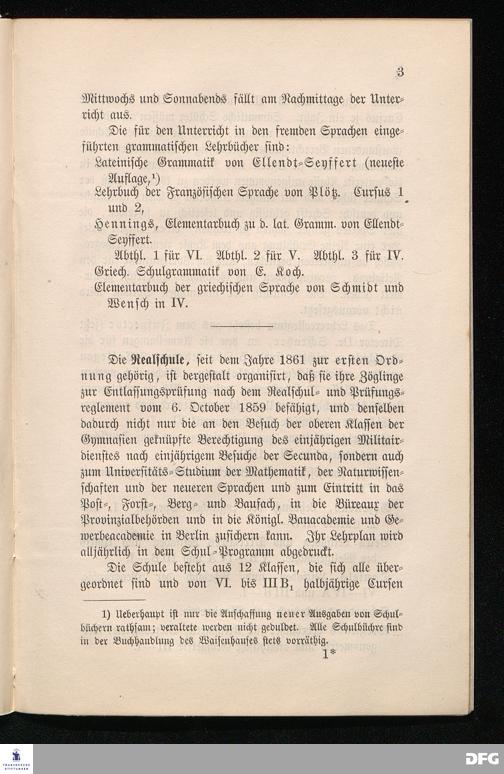 3
Mittwochs und Sonnabends fällt am Nachmittage der Unter-
richt aus.
Die für den Unterricht in den fremden Sprachen einge-
führten grammatischen Lehrbücher sind:
Lateinische Grammatik von Ellendt-Seyffert (neueste
Auflage,¹)
Lehrbuch der Französischen Sprache von Plötz. Cursus 1
und 2,
Hennings, Elementarbuch zu d. lat. Gramm. von Ellendt-
Seyffert.
Abthl. 1 für VI. Abthl. 2 für V. Abthl. 3 für IV.
Griech. Schulgrammatik von E. Koch.
Elementarbuch der griechischen Sprache von Schmidt und
Wensch in IV.
Die Realschule, seit dem Jahre 1861 zur ersten Ord-
nung gehörig, ist dergestalt organisirt, daß sie ihre Zöglinge
zur Entlassungsprüfung nach dem Realschul- und Prüfungs-
reglement vom 6. October 1859 befähigt, und denselben
dadurch nicht nur die an den Besuch der oberen Klassen der
Gymnasien geknüpfte Berechtigung des einjährigen Militair-
dienstes nach einjährigem Besuche der Secunda, sondern auch
zum Universitäts-Studium der Mathematik, der Naturwissen-
schaften und der neueren Sprachen und zum Eintritt in das
Post-, Forst-, Berg- und Baufach, in die Büreaux der
Provinzialbehörden und in die Königl. Bauacademie und Ge-
werbeacademie in Berlin zusichern kann. Ihr Lehrplan wird
alljährlich in dem Schul-Programm abgedruckt.
Die Schule besteht aus 12 Klassen, die sich alle über-
geordnet sind und von VI. bis III B₁ halbjährige Cursen
1) Ueberhaupt ist nur die Anschaffung neuer Ausgaben von Schul-
büchern rathsam; veraltete werden nicht geduldet. Alle Schulbücher sind
in der Buchhandlung des Waisenhauses stets vorräthig.
1*
FRANCKESCHE
STIFTUNGEN
DFG